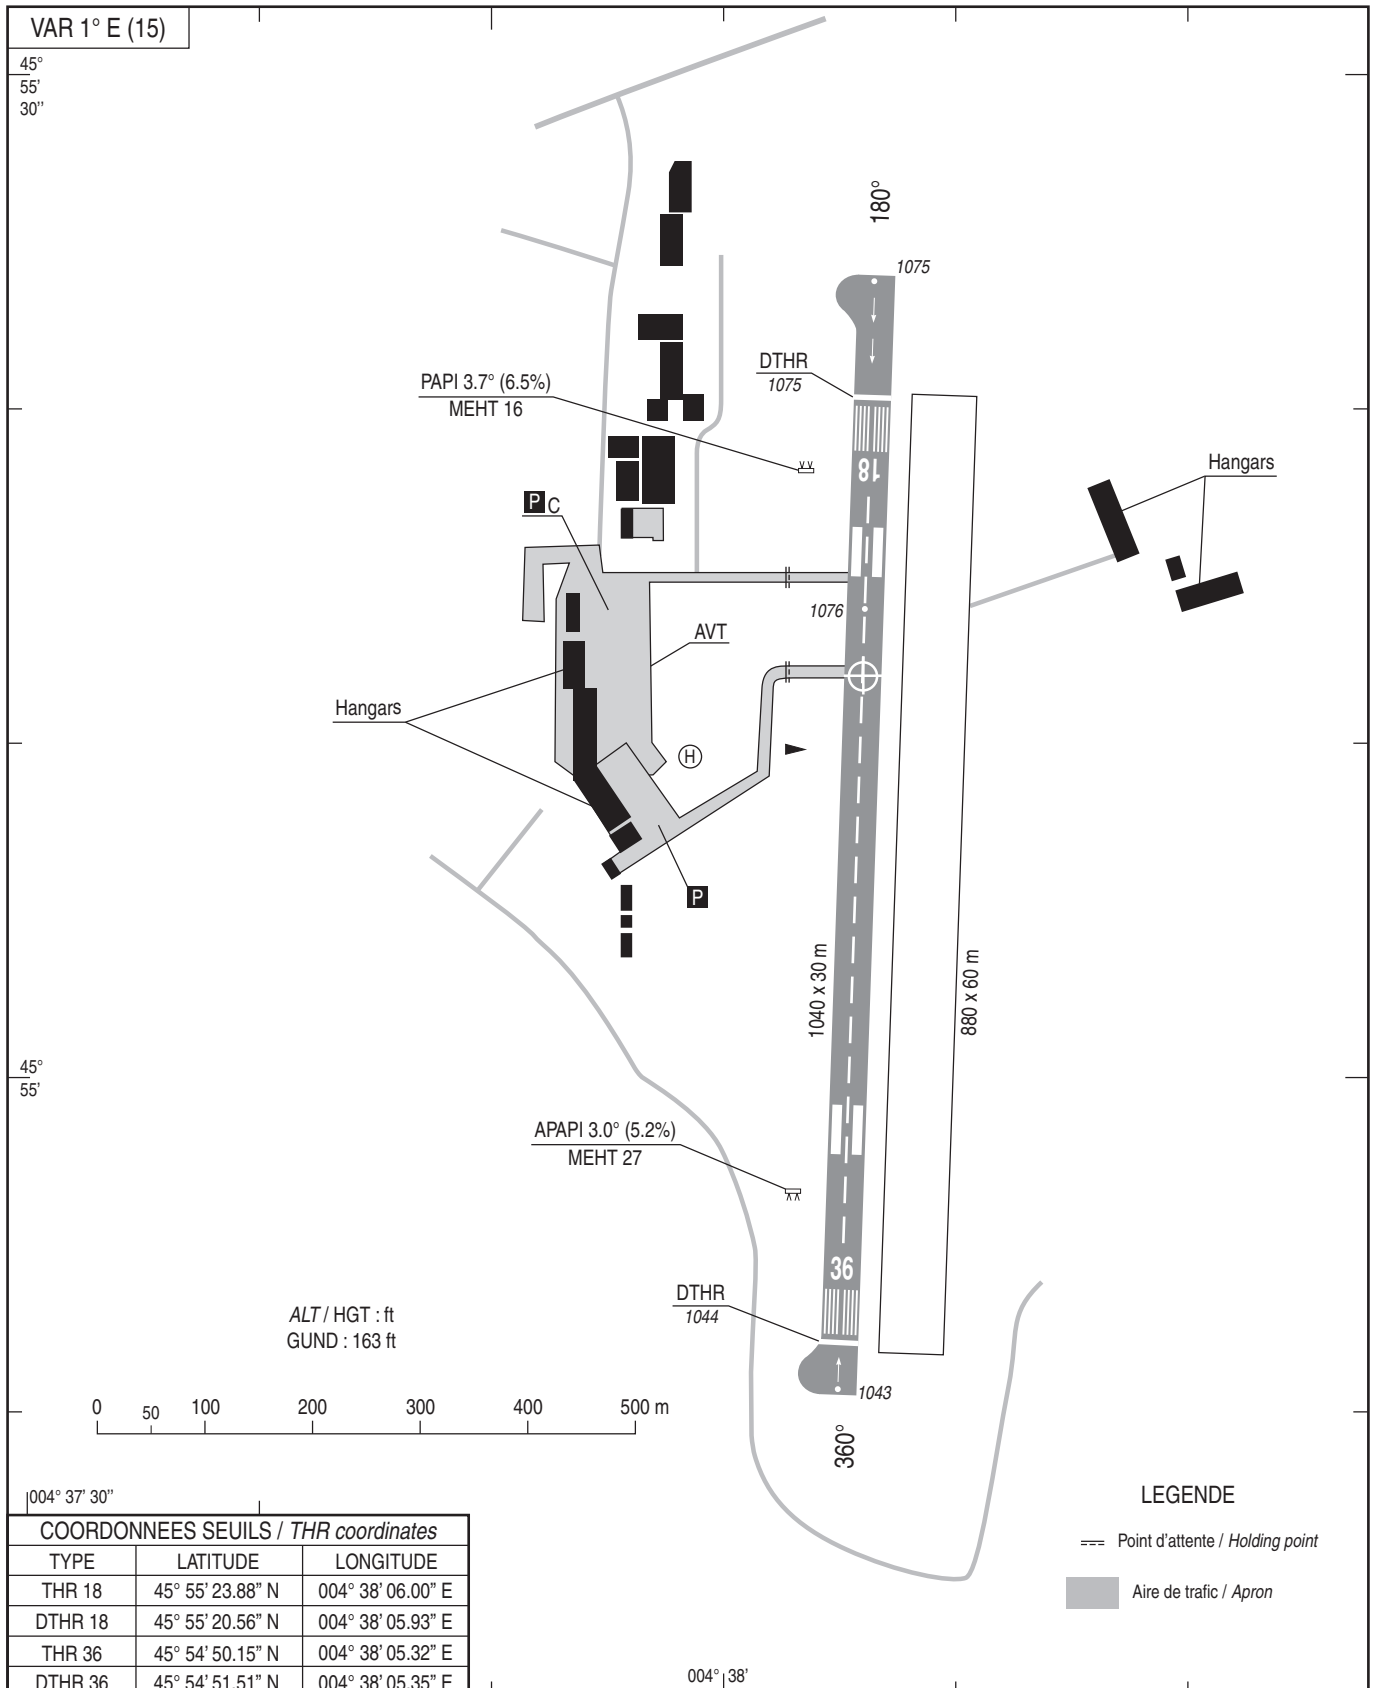 VAR 1° E (15)
45°
55'
30''
180°
1075
DTHR
1075
PAPI 3.7° (6.5%)
MEHT 16
18
Hangars
P C
1076
AVT
Hangars
H
P
1040 x 30 m
880 x 60 m
45°
55'
APAPI 3.0° (5.2%)
MEHT 27
36
DTHR
1044
ALT / HGT : ft
GUND : 163 ft
1043
0 50 100 200 300 400 500 m
360°
004° 37' 30''
LEGENDE
Point d'attente / Holding point
Aire de trafic / Apron
COORDONNEES SEUILS / THR coordinates
TYPE LATITUDE LONGITUDE
THR 18 45° 55' 23.88'' N 004° 38' 06.00'' E
DTHR 18 45° 55' 20.56'' N 004° 38' 05.93'' E
THR 36 45° 54' 50.15'' N 004° 38' 05.32'' E
DTHR 36 45° 54' 51.51'' N 004° 38' 05.35'' E
004° 38'